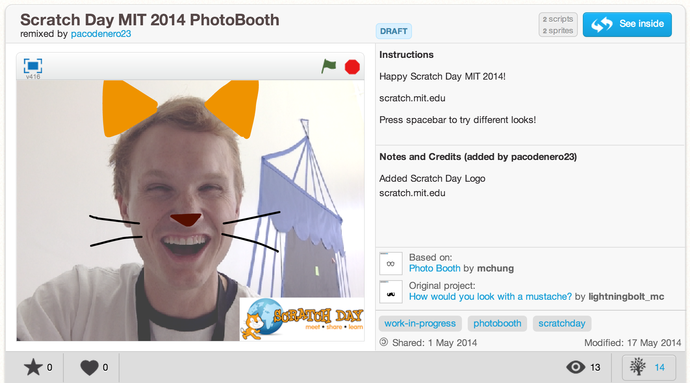 Scratch Day MIT 2014 PhotoBooth
remixed by pacodenero23
DRAFT
2 scripts
2 sprites
See inside
v416
Instructions
Happy Scratch Day MIT 2014!
scratch.mit.edu
Press spacebar to try different looks!
Notes and Credits (added by pacodenero23)
Added Scratch Day Logo
scratch.mit.edu
SCRATCH DAY
meet • share • learn
Based on:
Photo Booth by mchung
Original project:
How would you look with a mustache? by lightningbolt_mc
work-in-progress photobooth scratchday
Shared: 1 May 2014 Modified: 17 May 2014
0 0 13 14